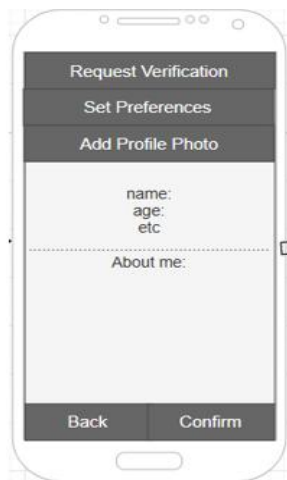 Request Verification
Set Preferences
Add Profile Photo
name:
age:
etc
About me:
Back Confirm